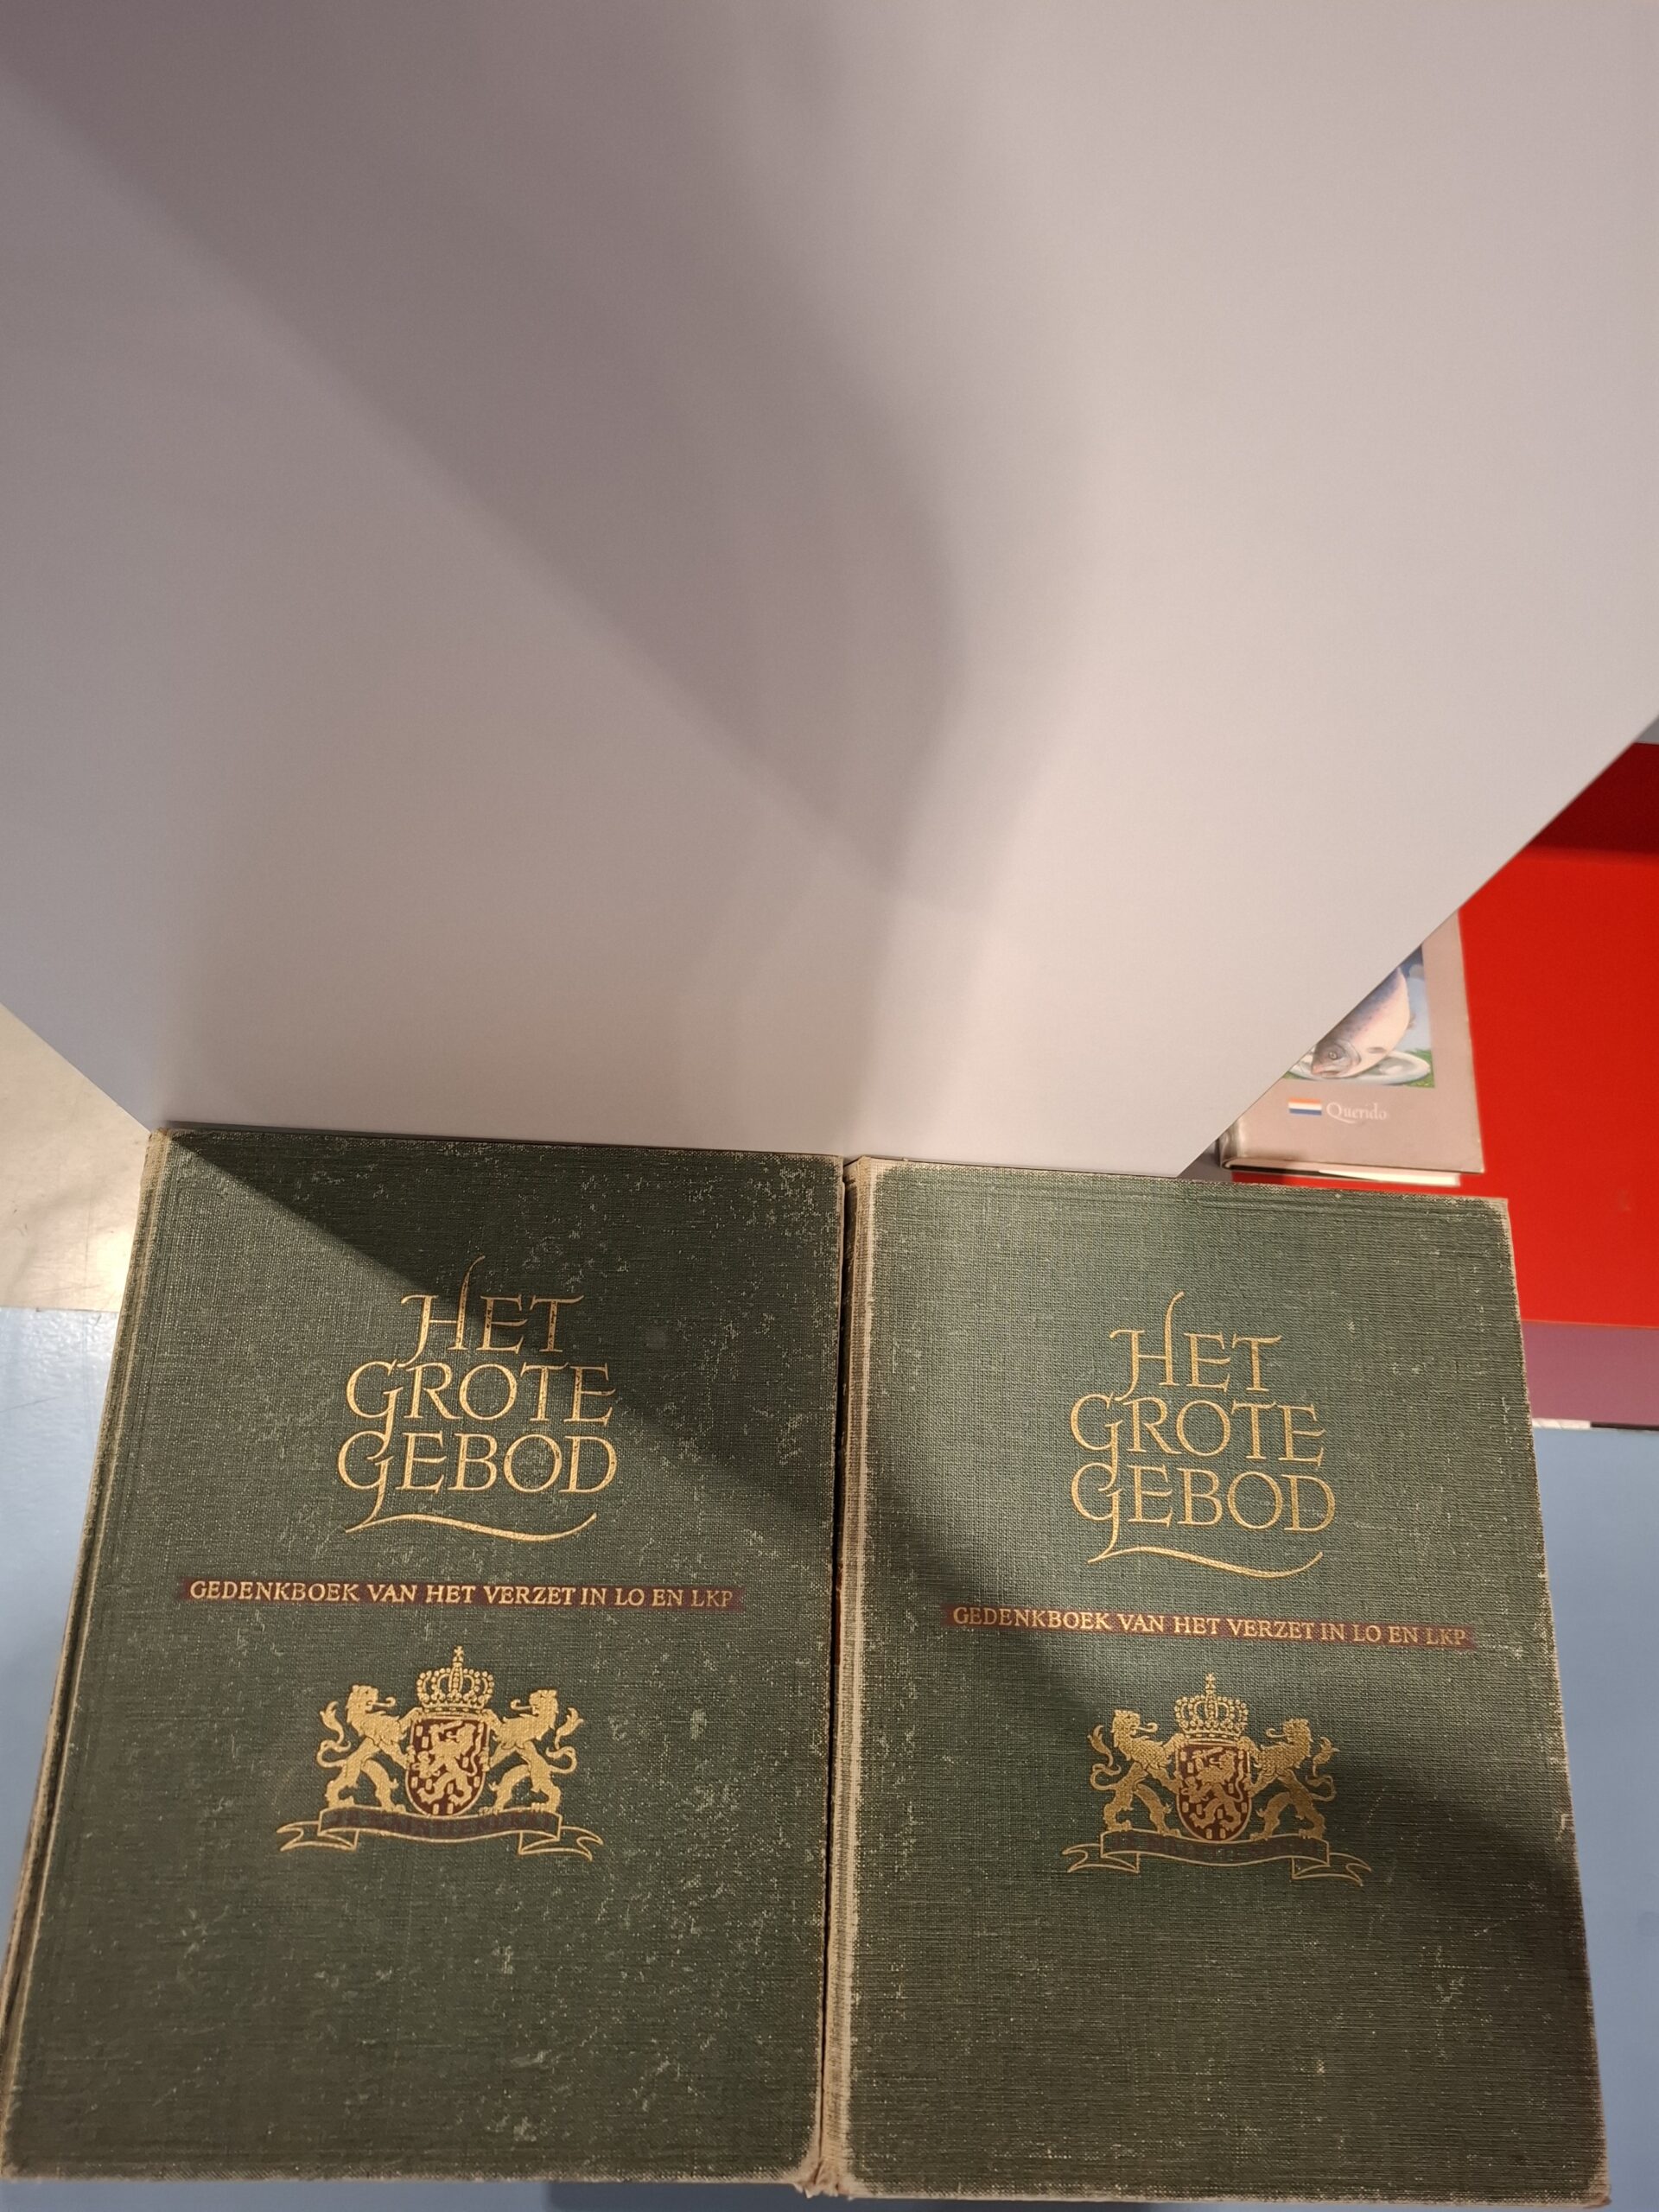 Querido
HET
GROTE
GEBOD
GEDENKBOEK VAN HET VERZET IN LO EN LKP
HET
GROTE
GEBOD
GEDENKBOEK VAN HET VERZET IN LO EN LKP